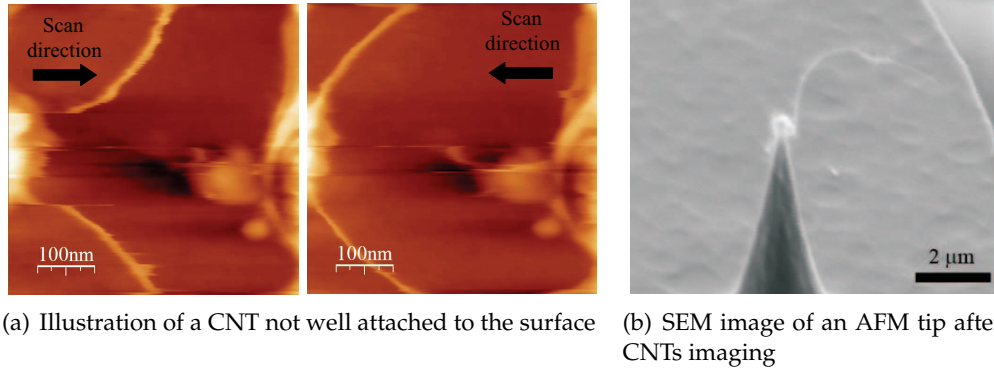 Scan
direction
Scan
direction
100nm
100nm
2 µm
(a) Illustration of a CNT not well attached to the surface
(b) SEM image of an AFM tip afte
CNTs imaging